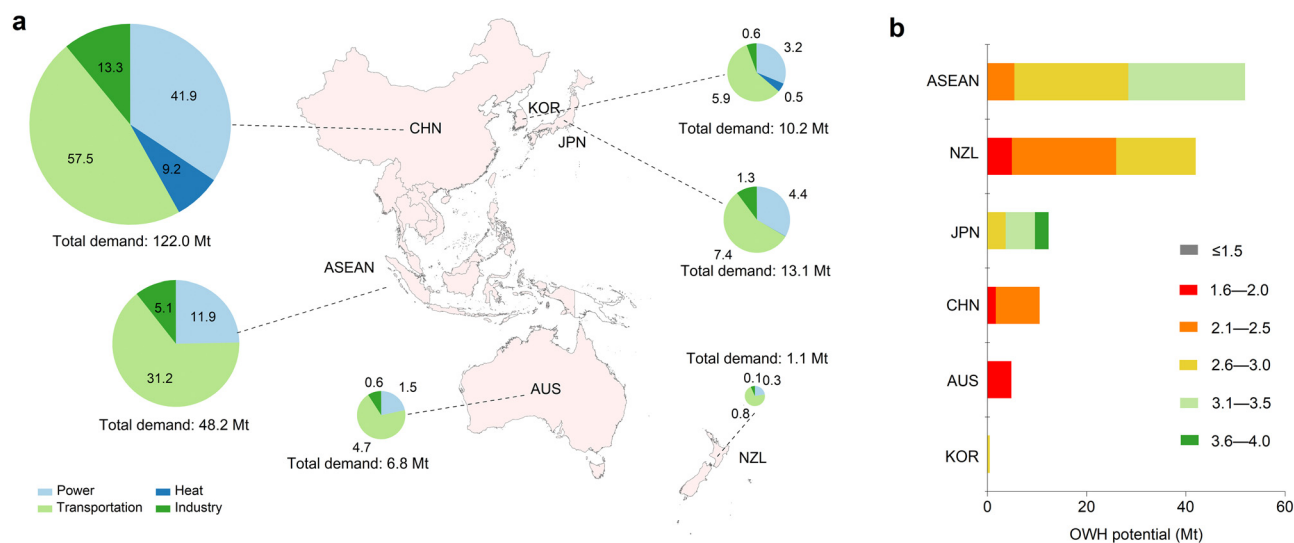 a
13.3
41.9
57.5
9.2
Total demand: 122.0 Mt
CHN
KOR
JPN
0.6
3.2
5.9
0.5
Total demand: 10.2 Mt
1.3
4.4
7.4
Total demand: 13.1 Mt
ASEAN
5.1
11.9
31.2
Total demand: 48.2 Mt
0.6
1.5
4.7
Total demand: 6.8 Mt
AUS
Total demand: 1.1 Mt
0.1
0.3
0.8
NZL
Power
Heat
Transportation
Industry
b
ASEAN
NZL
JPN
CHN
AUS
KOR
≤1.5
1.6—2.0
2.1—2.5
2.6—3.0
3.1—3.5
3.6—4.0
0
20
40
60
OWH potential (Mt)